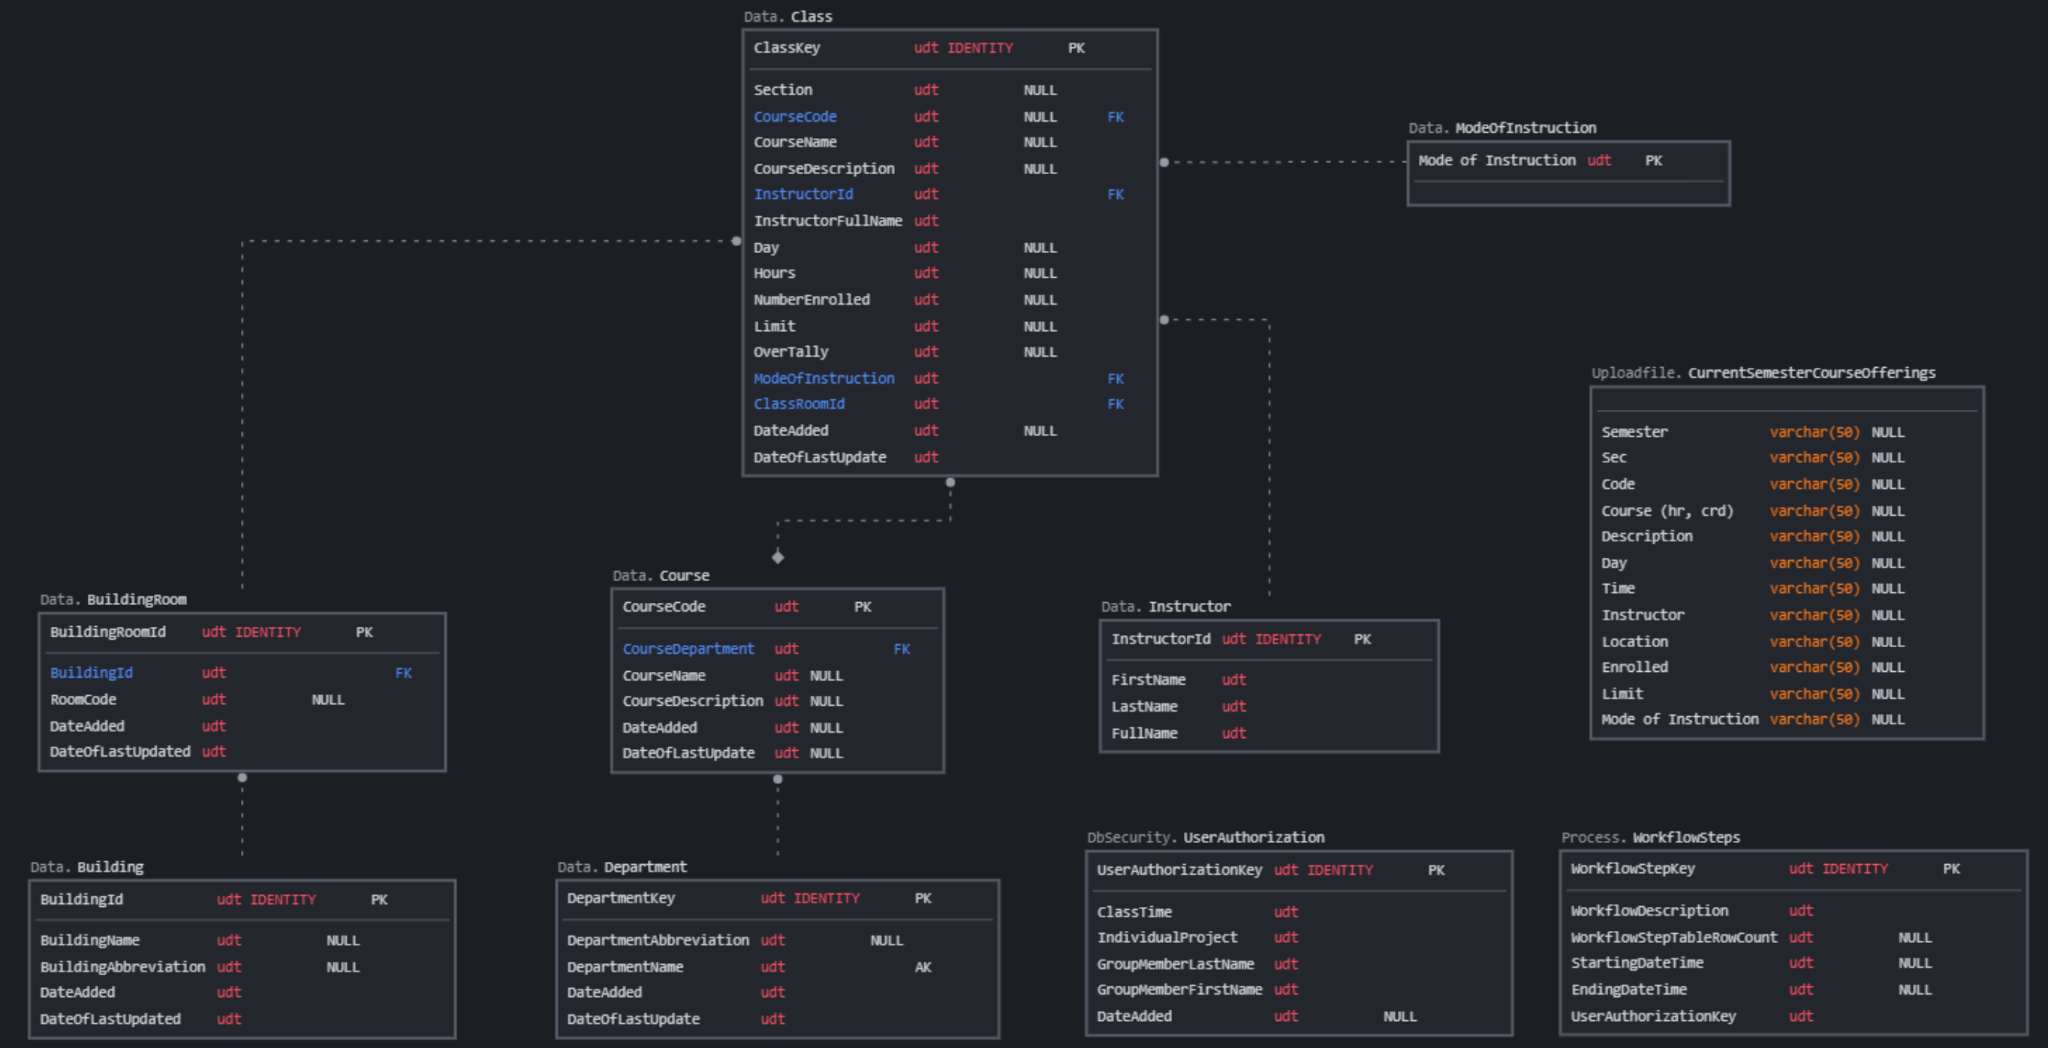 Data. Class
ClassKey udt IDENTITY PK
Section udt NULL
CourseCode udt NULL FK
CourseName udt NULL
CourseDescription udt NULL
InstructorId udt FK
InstructorFullName udt
Day udt NULL
Hours udt NULL
NumberEnrolled udt NULL
Limit udt NULL
OverTally udt NULL
ModeOfInstruction udt FK
ClassRoomId udt FK
DateAdded udt NULL
DateOfLastUpdate udt
Data. ModeOfInstruction
Mode of Instruction udt PK
Uploadfile. CurrentSemesterCourseOfferings
Semester varchar(50) NULL
Sec varchar(50) NULL
Code varchar(50) NULL
Course (hr, crd) varchar(50) NULL
Description varchar(50) NULL
Day varchar(50) NULL
Time varchar(50) NULL
Instructor varchar(50) NULL
Location varchar(50) NULL
Enrolled varchar(50) NULL
Limit varchar(50) NULL
Mode of Instruction varchar(50) NULL
Data. BuildingRoom
BuildingRoomId udt IDENTITY PK
BuildingId udt FK
RoomCode udt NULL
DateAdded udt
DateOfLastUpdated udt
Data. Course
CourseCode udt PK
CourseDepartment udt FK
CourseName udt NULL
CourseDescription udt NULL
DateAdded udt NULL
DateOfLastUpdate udt NULL
Data. Instructor
InstructorId udt IDENTITY PK
FirstName udt
LastName udt
FullName udt
Data. Building
BuildingId udt IDENTITY PK
BuildingName udt NULL
BuildingAbbreviation udt NULL
DateAdded udt
DateOfLastUpdated udt
Data. Department
DepartmentKey udt IDENTITY PK
DepartmentAbbreviation udt NULL
DepartmentName udt AK
DateAdded udt
DateOfLastUpdate udt
DbSecurity. UserAuthorization
UserAuthorizationKey udt IDENTITY PK
ClassTime udt
IndividualProject udt
GroupMemberLastName udt
GroupMemberFirstName udt
DateAdded udt NULL
Process. WorkflowSteps
WorkflowStepKey udt IDENTITY PK
WorkflowDescription udt
WorkflowStepTableRowCount udt NULL
StartingDateTime udt NULL
EndingDateTime udt NULL
UserAuthorizationKey udt